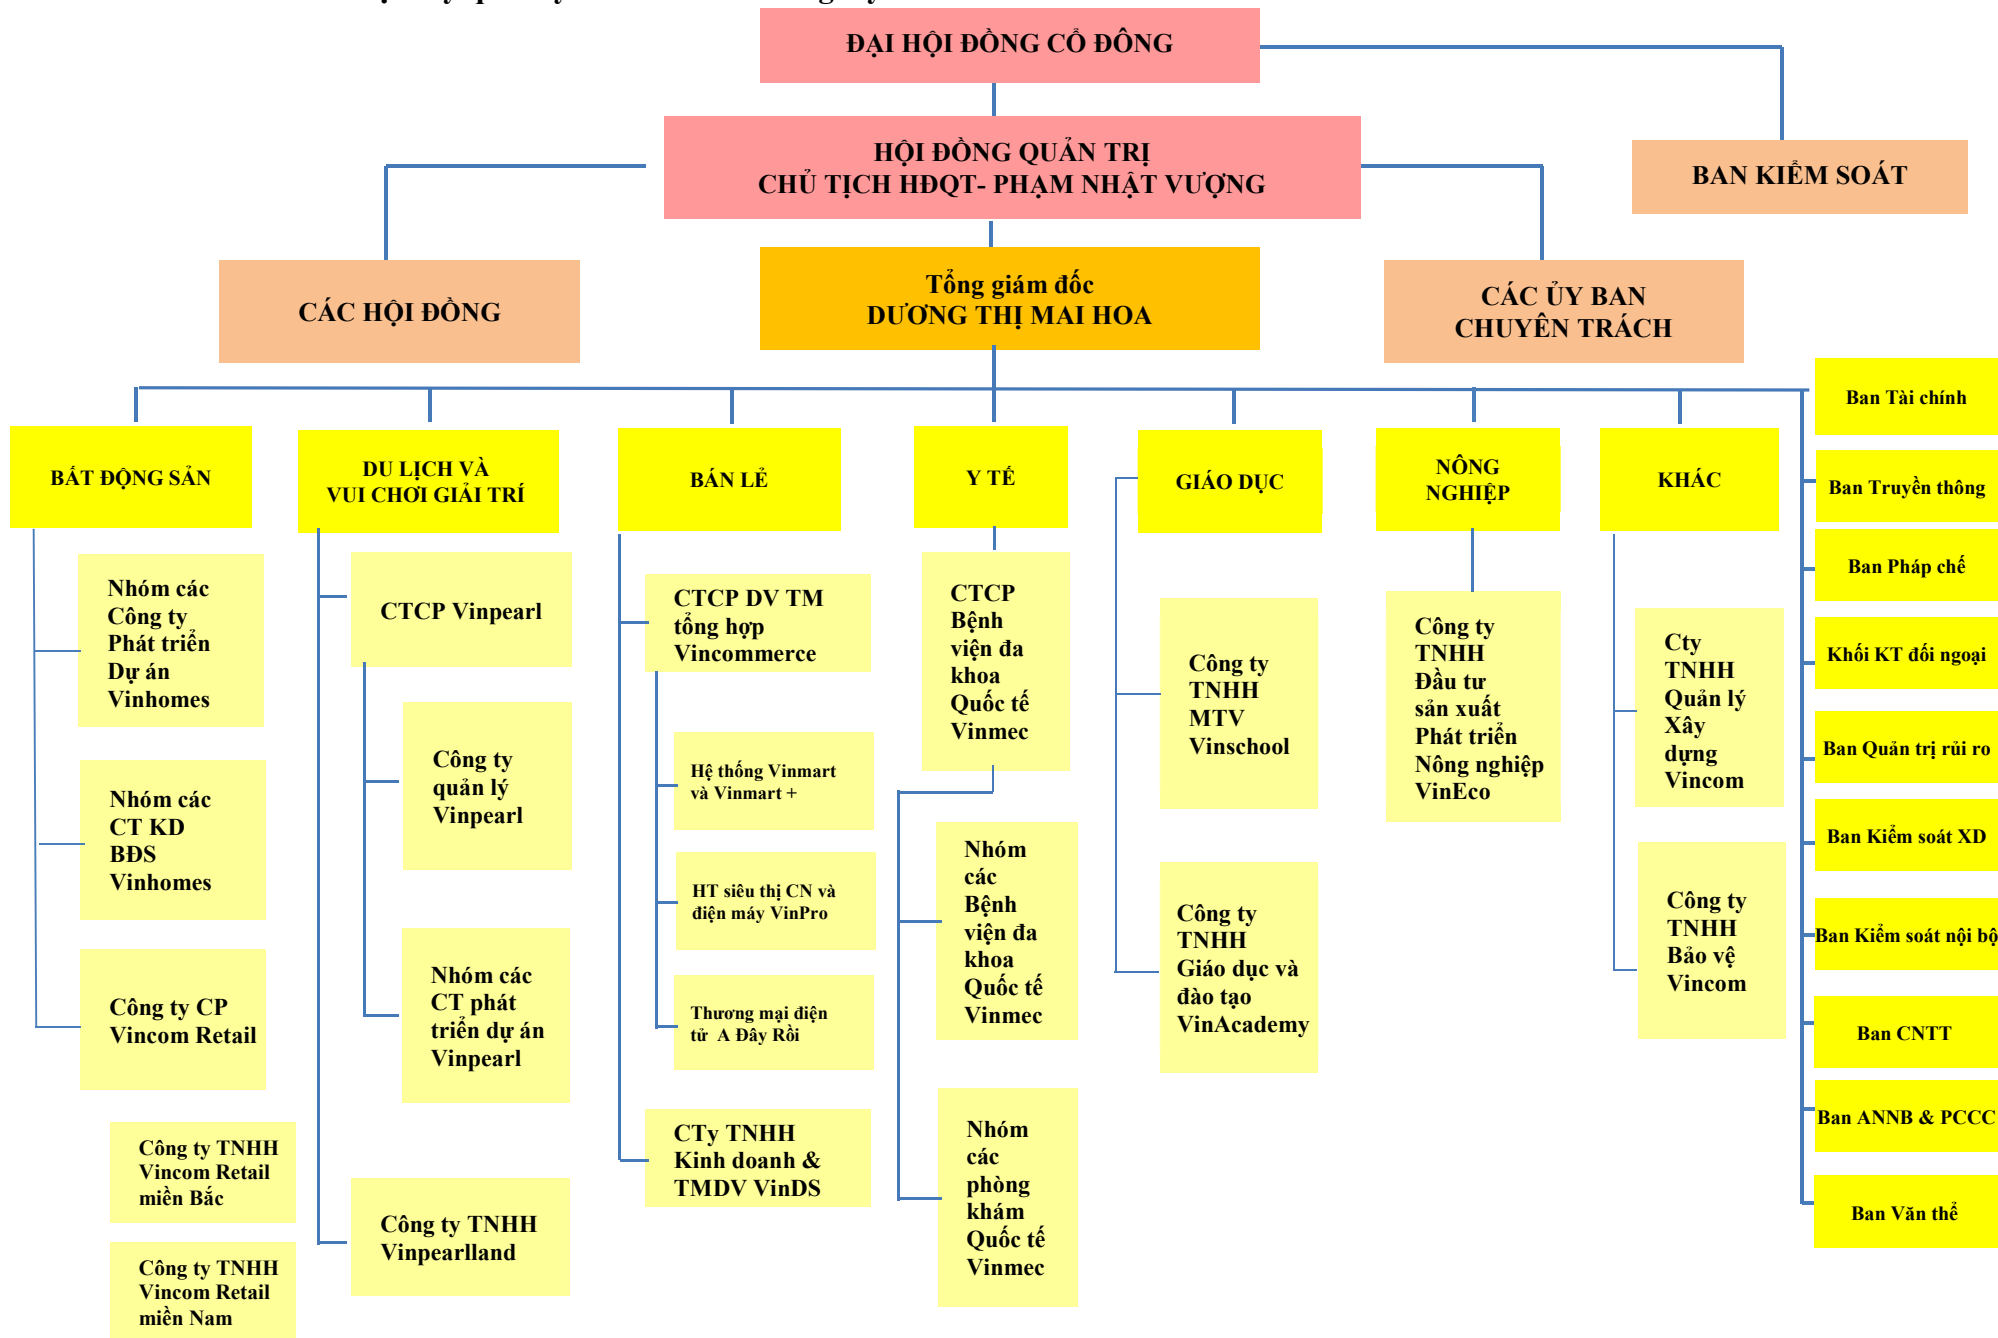 ĐẠI HỘI ĐỒNG CỔ ĐÔNG
HỘI ĐỒNG QUẢN TRỊ
CHỦ TỊCH HĐQT- PHẠM NHẬT VƯỢNG
BAN KIỂM SOÁT
CÁC HỘI ĐỒNG
Tổng giám đốc
DƯƠNG THỊ MAI HOA
CÁC ỦY BAN
CHUYÊN TRÁCH
BẤT ĐỘNG SẢN
Nhóm các
Công ty
Phát triển
Dự án
Vinhomes
Nhóm các
CT KD
BĐS
Vinhomes
Công ty CP
Vincom Retail
Công ty TNHH
Vincom Retail
miền Bắc
Công ty TNHH
Vincom Retail
miền Nam
DU LỊCH VÀ
VUI CHƠI GIẢI TRÍ
CTCP Vinpearl
Công ty
quản lý
Vinpearl
Nhóm các
CT phát
triển dự án
Vinpearl
Công ty TNHH
Vinpearlland
BÁN LẺ
CTCP DV TM
tổng hợp
Vincommerce
Hệ thống Vinmart
và Vinmart +
HT siêu thị CN và
điện máy VinPro
Thương mại điện
tử A Đây Rồi
CTy TNHH
Kinh doanh &
TMDV VinDS
Y TẾ
CTCP
Bệnh
viện đa
khoa
Quốc tế
Vinmec
Nhóm
các
Bệnh
viện đa
khoa
Quốc tế
Vinmec
Nhóm
các
phòng
khám
Quốc tế
Vinmec
GIÁO DỤC
Công ty
TNHH
MTV
Vinschool
Công ty
TNHH
Giáo dục và
đào tạo
VinAcademy
NÔNG
NGHIỆP
Công ty
TNHH
Đầu tư
sản xuất
Phát triển
Nông nghiệp
VinEco
KHÁC
Cty
TNHH
Quản lý
Xây
dựng
Vincom
Công ty
TNHH
Bảo vệ
Vincom
Ban Tài chính
Ban Truyền thông
Ban Pháp chế
Khối KT đối ngoại
Ban Quản trị rủi ro
Ban Kiểm soát XD
Ban Kiểm soát nội bộ
Ban CNTT
Ban ANNB & PCCC
Ban Văn thể